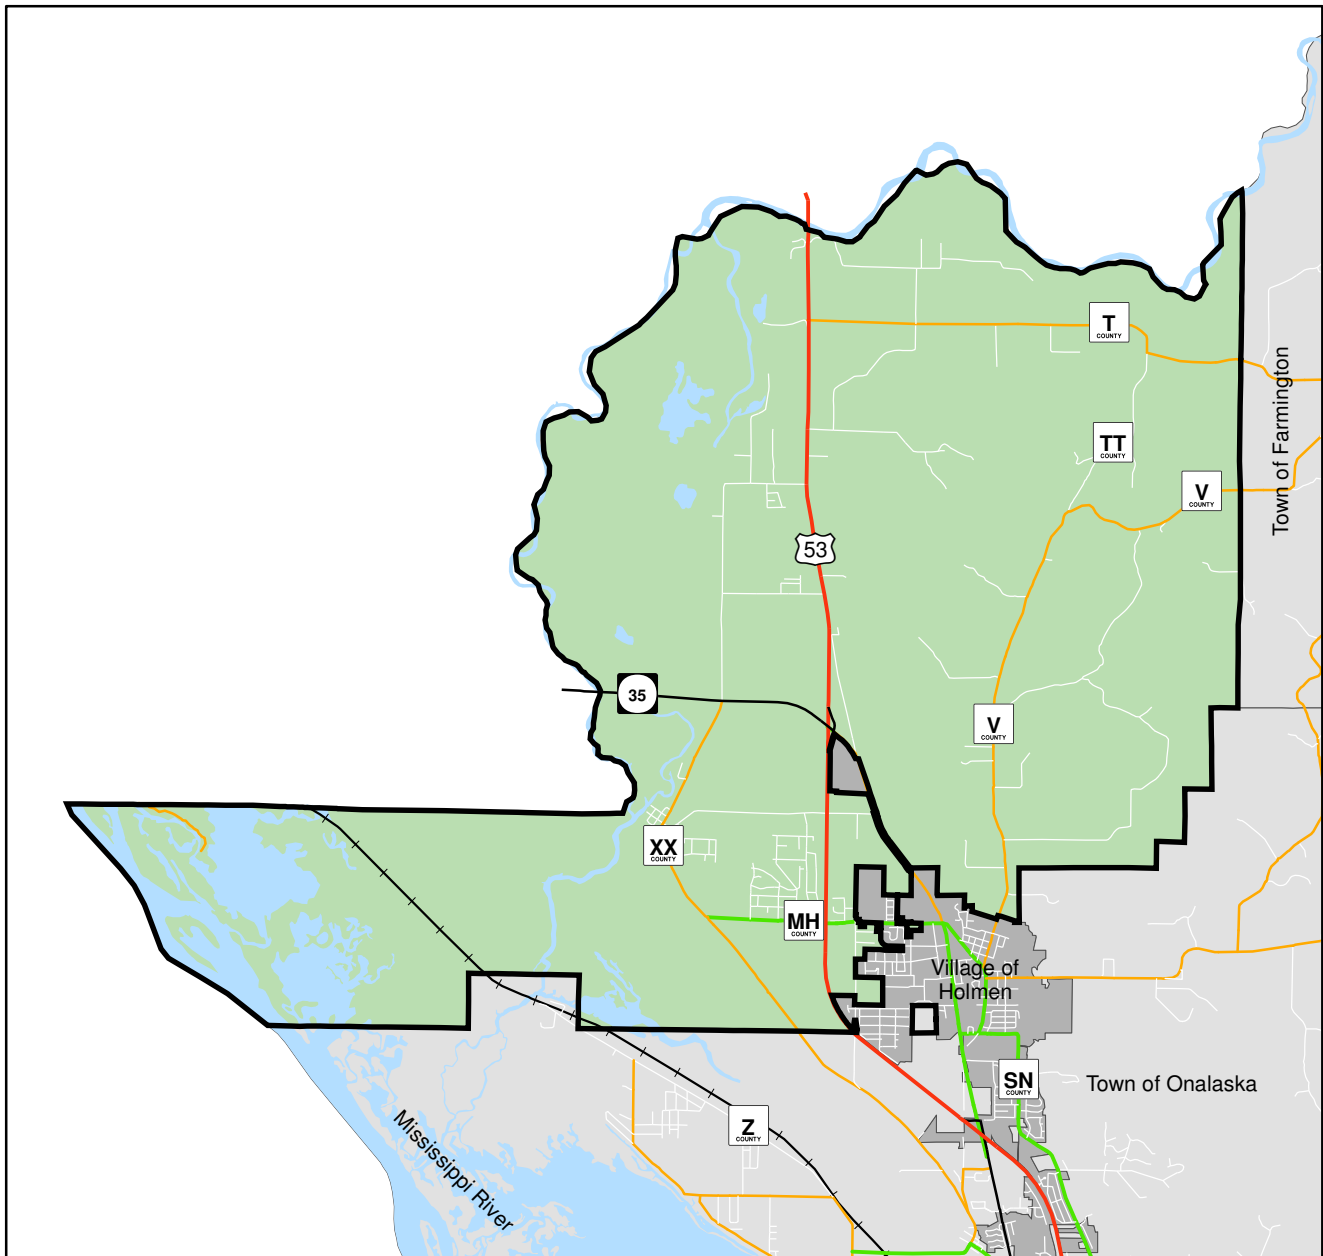 T
COUNTY
Town of Farmington
TT
COUNTY
V
COUNTY
53
35
V
COUNTY
XX
COUNTY
MH
COUNTY
Village of
Holmen
SN
COUNTY
Town of Onalaska
Z
COUNTY
Mississippi River